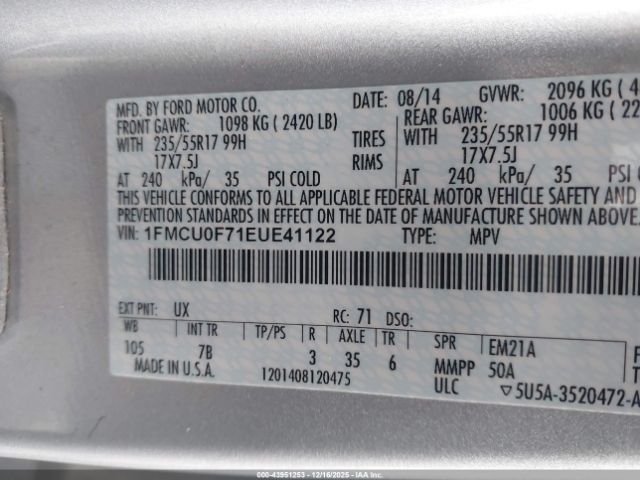 MFD. BY FORD MOTOR CO. DATE: 08/14 GVWR: 2096 KG ( 4
FRONT GAWR: 1098 KG ( 2420 LB) REAR GAWR: 1006 KG ( 22
WITH 235/55R17 99H TIRES WITH 235/55R17 99H
17X7.5J RIMS 17X7.5J
AT 240 kPa/ 35 PSI COLD AT 240 kPa/ 35 PSI
THIS VEHICLE CONFORMS TO ALL APPLICABLE FEDERAL MOTOR VEHICLE SAFETY AND
PREVENTION STANDARDS IN EFFECT ON THE DATE OF MANUFACTURE SHOWN ABOVE.
VIN: 1FMCU0F71EUE41122 TYPE: MPV
EXT PNT: UX RC: 71 DSO:
WB INT TR TP/PS R AXLE TR SPR EM21A
105 7B 3 35 6 MMPP 50A
MADE IN U.S.A. 1201408120475 ULC ▽5U5A-3520472-A
00-43951253 - 12/16/2025 - IAA Inc.